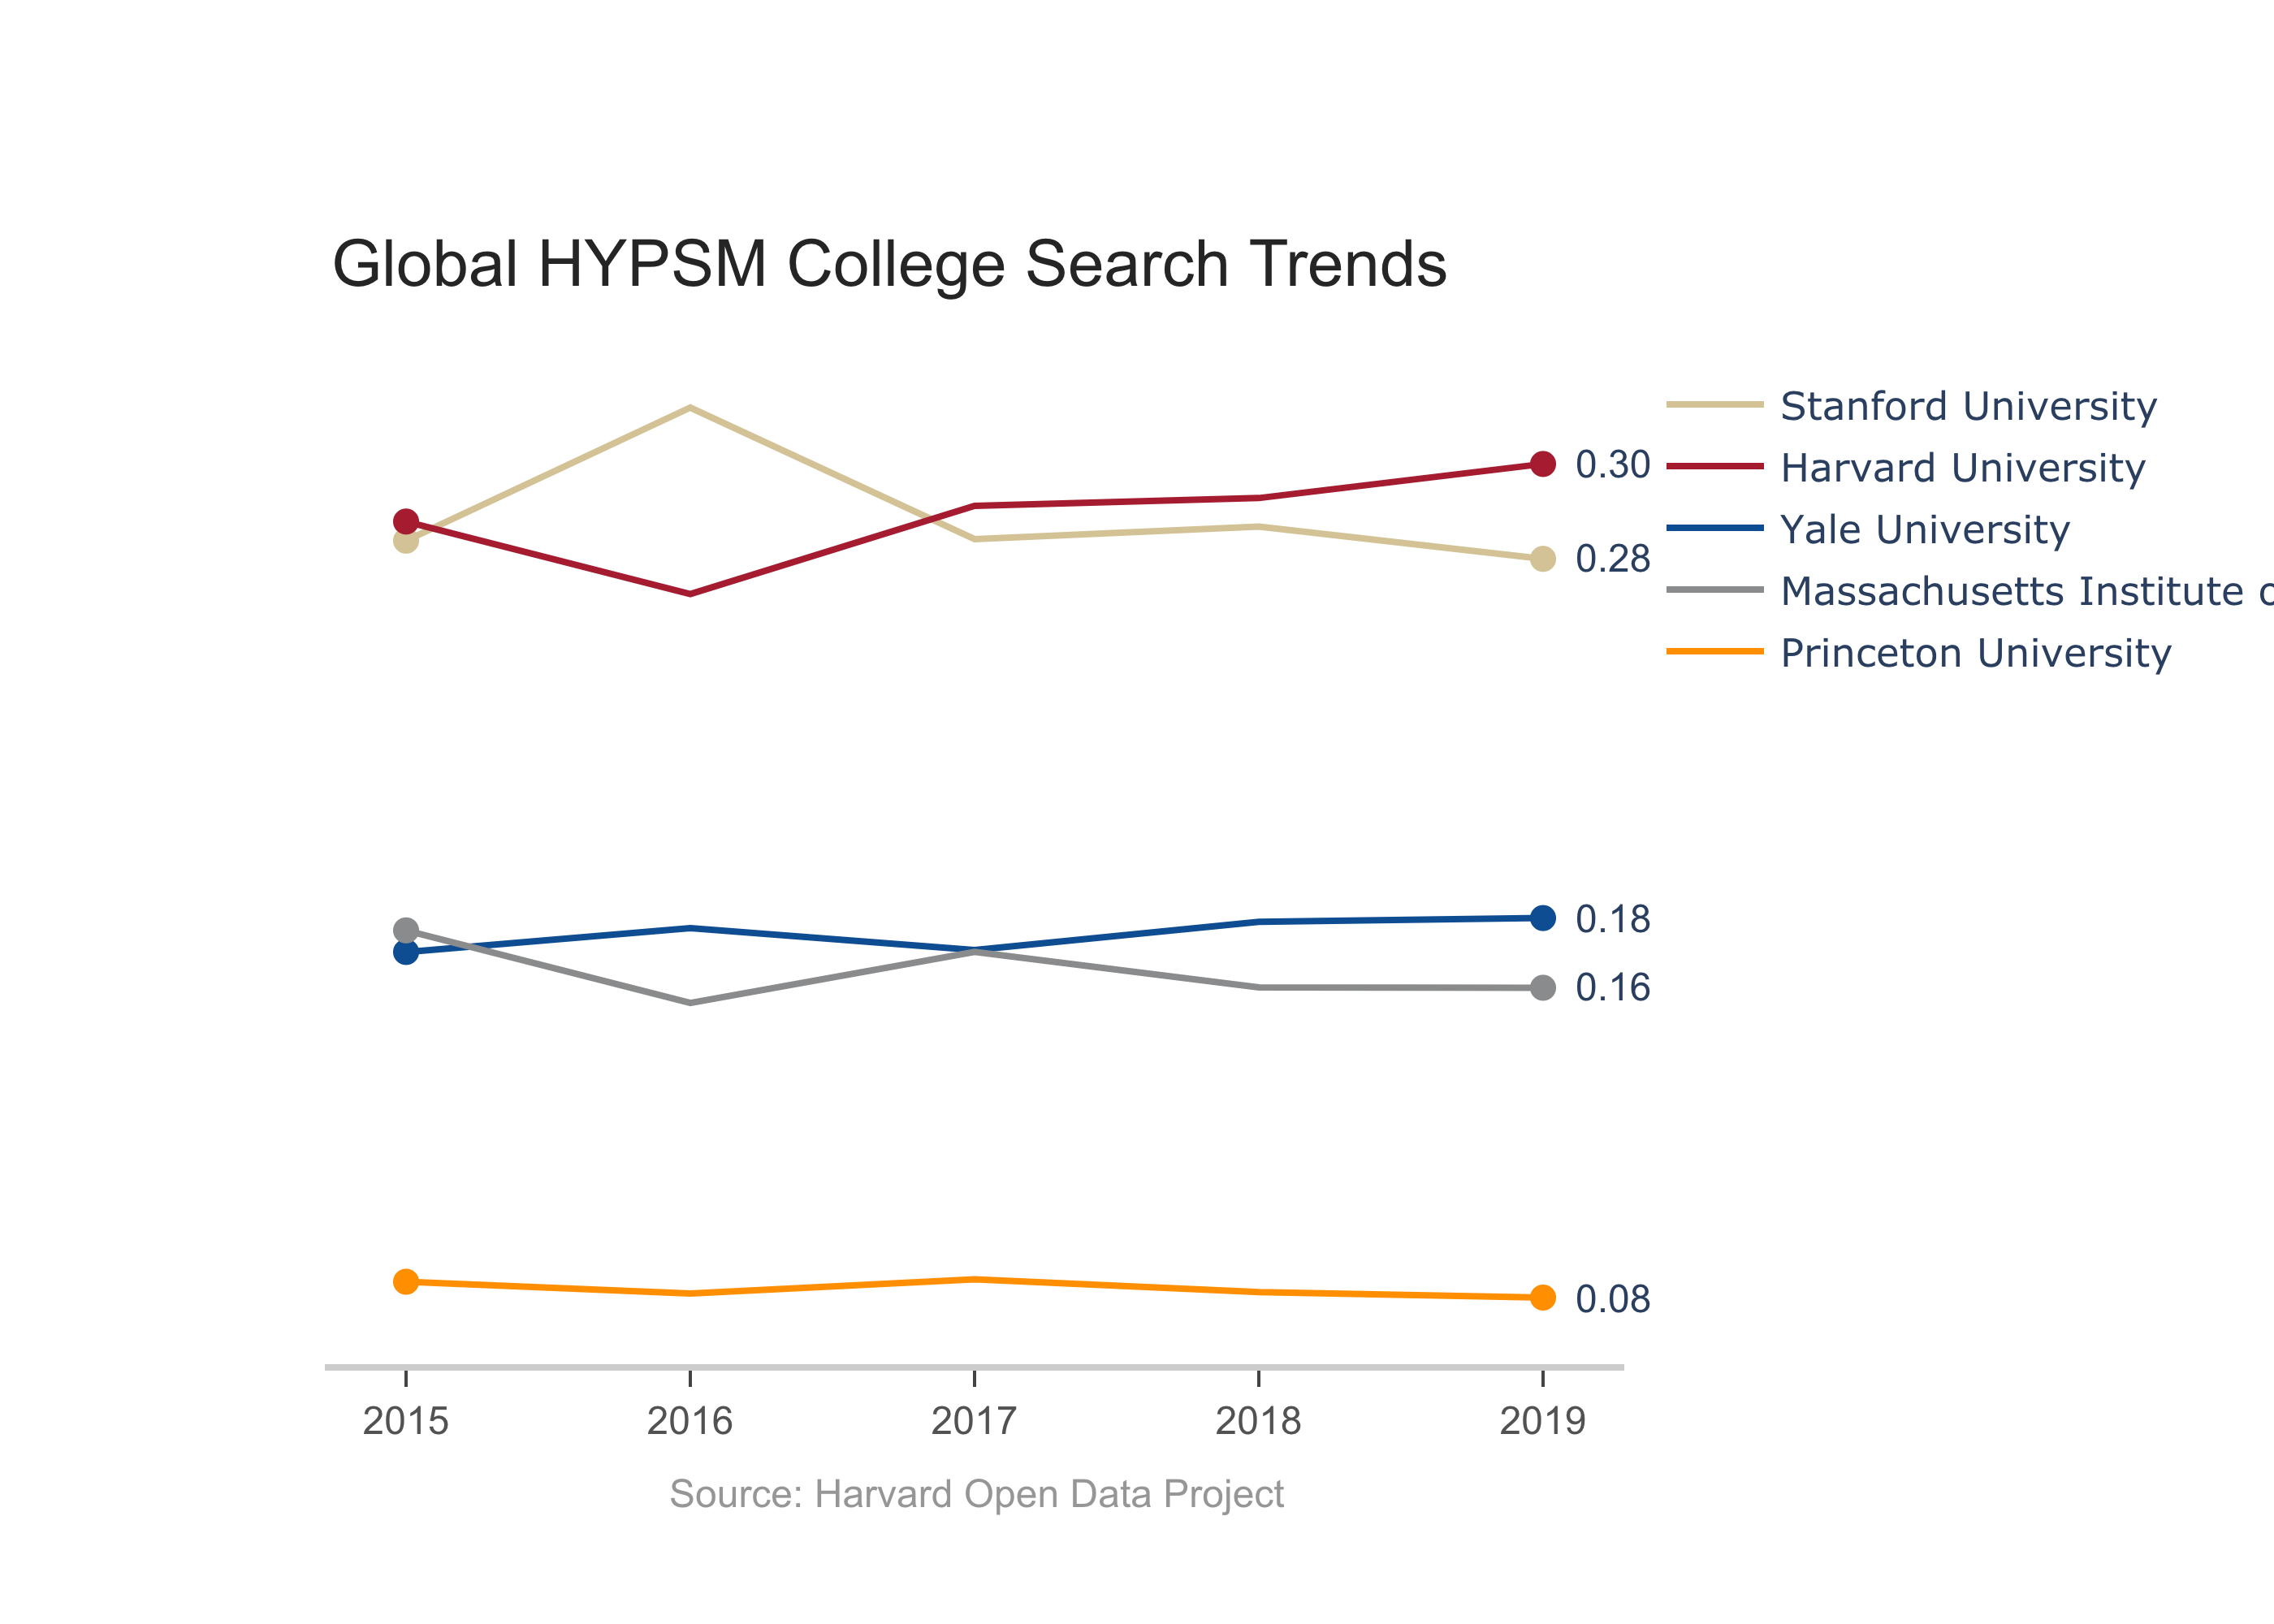 Global HYPSM College Search Trends
Stanford University
Harvard University
Yale University
Massachusetts Institute
Princeton University
0.30
0.28
0.18
0.16
0.08
2015 2016 2017 2018 2019
Source: Harvard Open Data Project